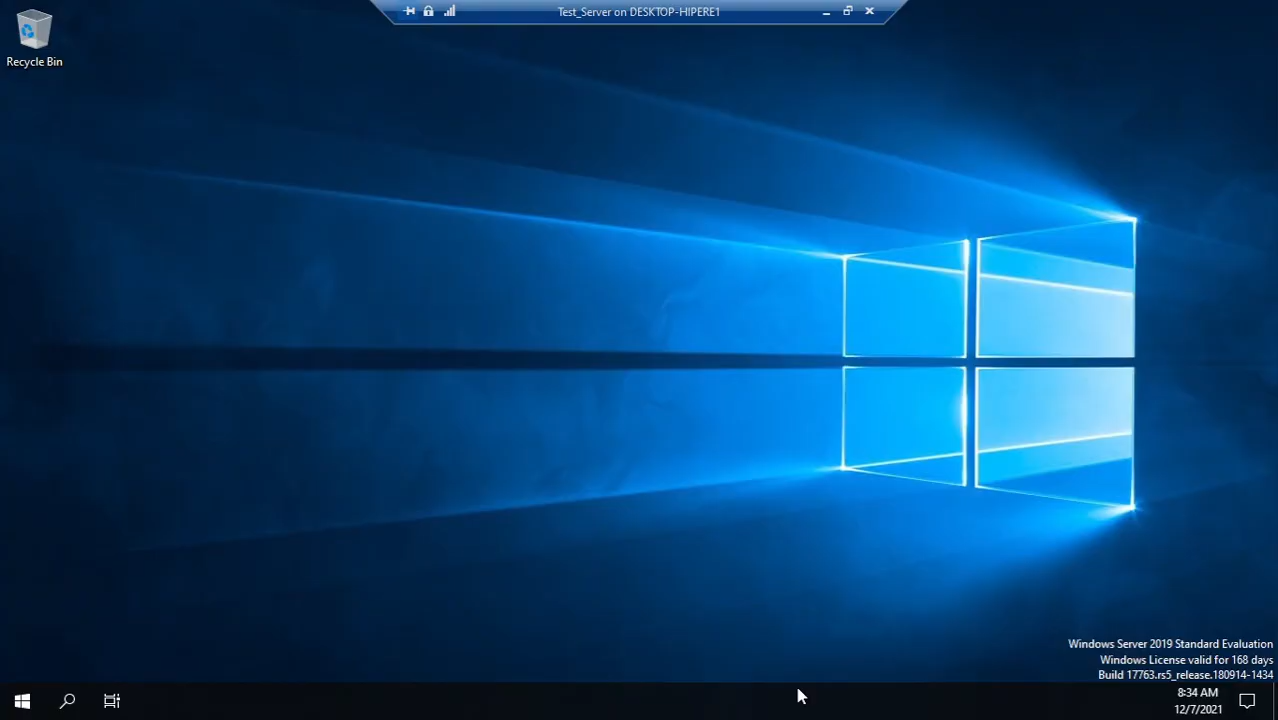 Test_Server on DESKTOP-HIPERE1
Recycle Bin
Windows Server 2019 Standard Evaluation
Windows License valid for 168 days
Build 17763.rs5_release.180914-1434
8:34 AM
12/7/2021